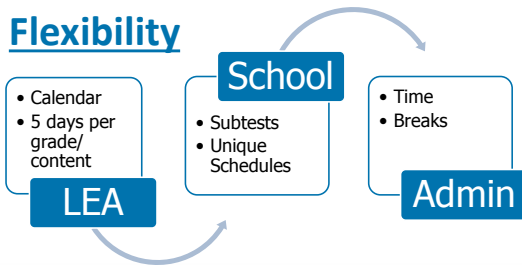 Flexibility
• Calendar
• 5 days per
grade/
content
LEA
School
• Subtests
• Unique
Schedules
• Time
• Breaks
Admin